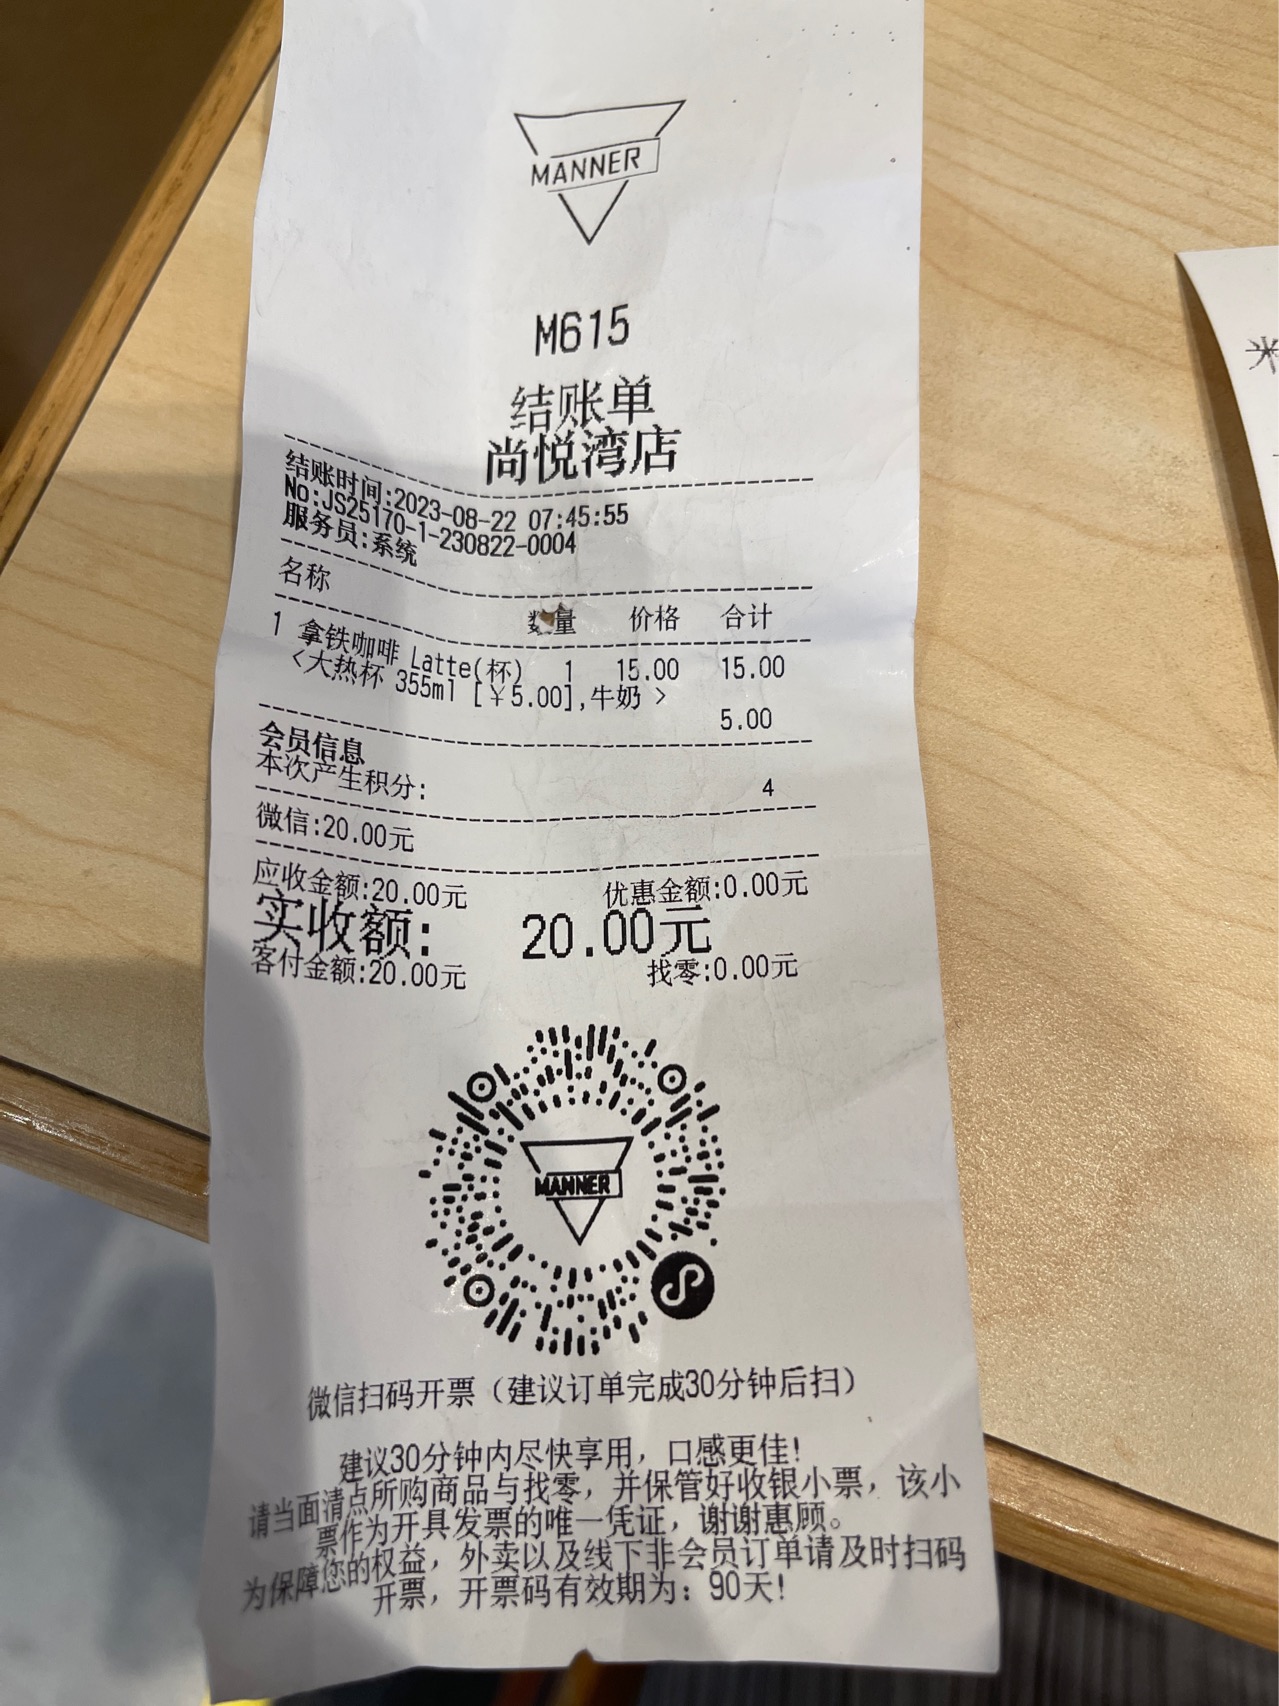 MANNER
M615
结账单
尚悦湾店
结账时间:2023-08-22 07:45:55
No:JS25170-1-230822-0004
服务员:系统
名称 数量 价格 合计
1 拿铁咖啡 Latte(杯) 1 15.00 15.00
<大热杯 355ml [¥5.00],牛奶 >
5.00
会员信息
本次产生积分: 4
微信:20.00元
应收金额:20.00元 优惠金额:0.00元
实收额: 20.00元
客付金额:20.00元 找零:0.00元
MANNER
微信扫码开票（建议订单完成30分钟后扫）
建议30分钟内尽快享用，口感更佳!
请当面清点所购商品与找零，并保管好收银小票，该小
票作为开具发票的唯一凭证，谢谢惠顾。
为保障您的权益，外卖以及线下非会员订单请及时扫码
开票，开票码有效期为: 90天!
米